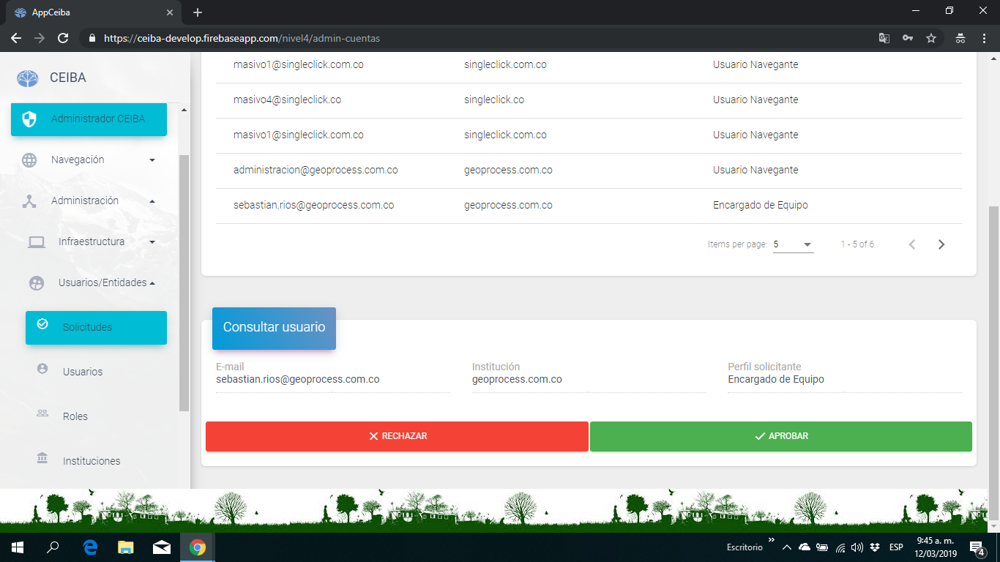 AppCeiba
https://ceiba-develop.firebaseapp.com/nivel4/admin-cuentas
CEIBA
Administrador CEIBA
Navegación
Administración
Infraestructura
Usuarios/Entidades
Solicitudes
Usuarios
Roles
Instituciones
masivo1@singleclick.com.co singleclick.com.co Usuario Navegante
masivo4@singleclick.co singleclick.co Usuario Navegante
masivo1@singleclick.com.co singleclick.com.co Usuario Navegante
administracion@geoprocess.com.co geoprocess.com.co Usuario Navegante
sebastian.rios@geoprocess.com.co geoprocess.com.co Encargado de Equipo
Items per page: 5 1 - 5 of 6
Consultar usuario
E-mail Institución Perfil solicitante
sebastian.rios@geoprocess.com.co geoprocess.com.co Encargado de Equipo
RECHAZAR APROBAR
Escritorio ESP 9:45 a. m.
12/03/2019 4